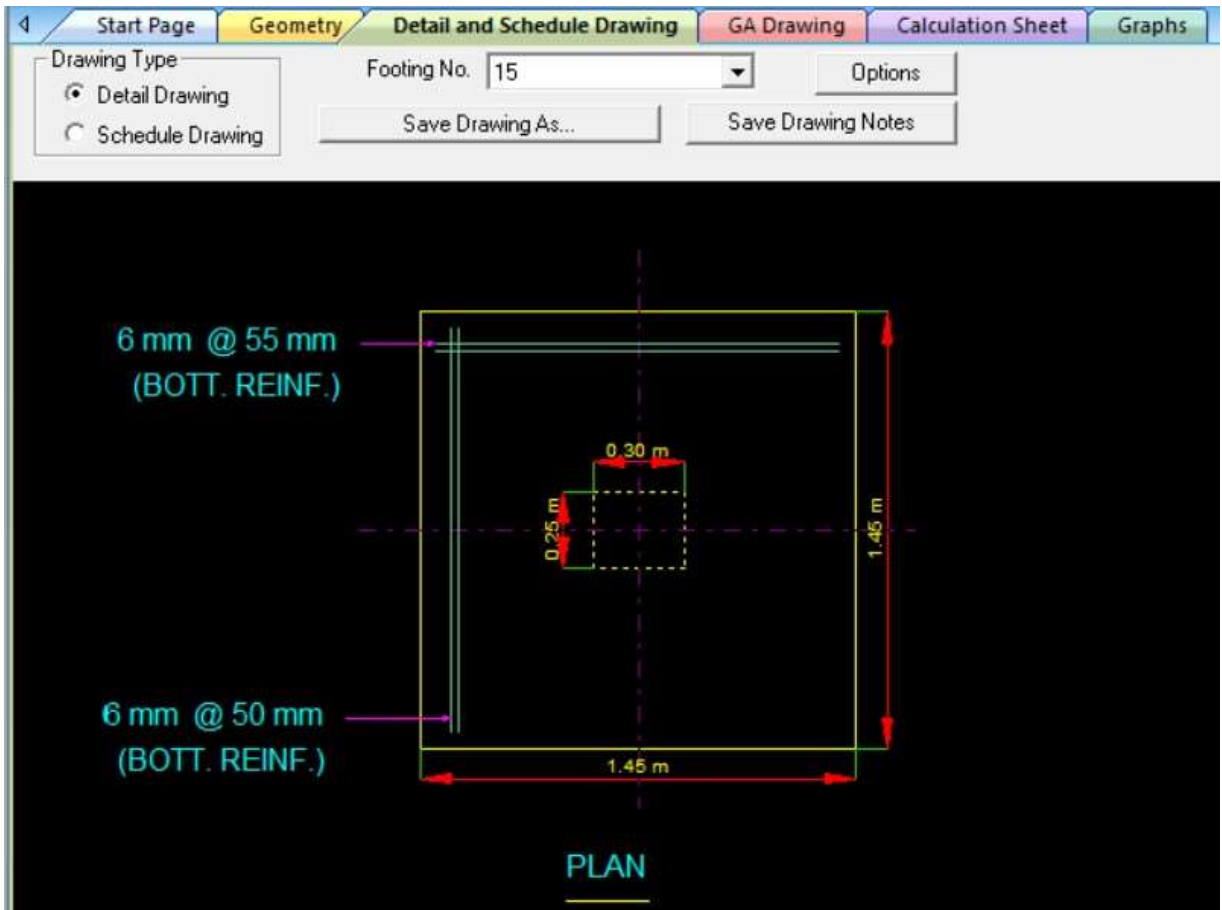 Start Page
Geometry
Detail and Schedule Drawing
GA Drawing
Calculation Sheet
Graphs
Drawing Type
Detail Drawing
Schedule Drawing
Footing No.
15
Options
Save Drawing As...
Save Drawing Notes
6 mm @ 55 mm
(BOTT. REINF.)
0.30 m
0.25 m
1.45 m
6 mm @ 50 mm
(BOTT. REINF.)
1.45 m
PLAN